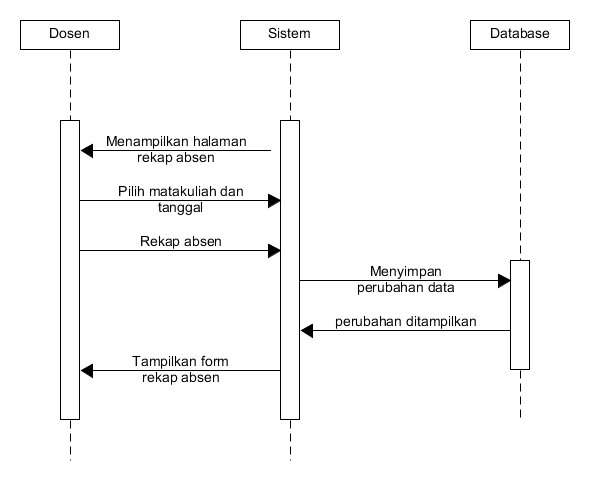 Dosen
Sistem
Database
Menampilkan halaman
rekap absen
Pilih matakuliah dan
tanggal
Rekap absen
Menyimpan
perubahan data
perubahan ditampilkan
Tampilkan form
rekap absen